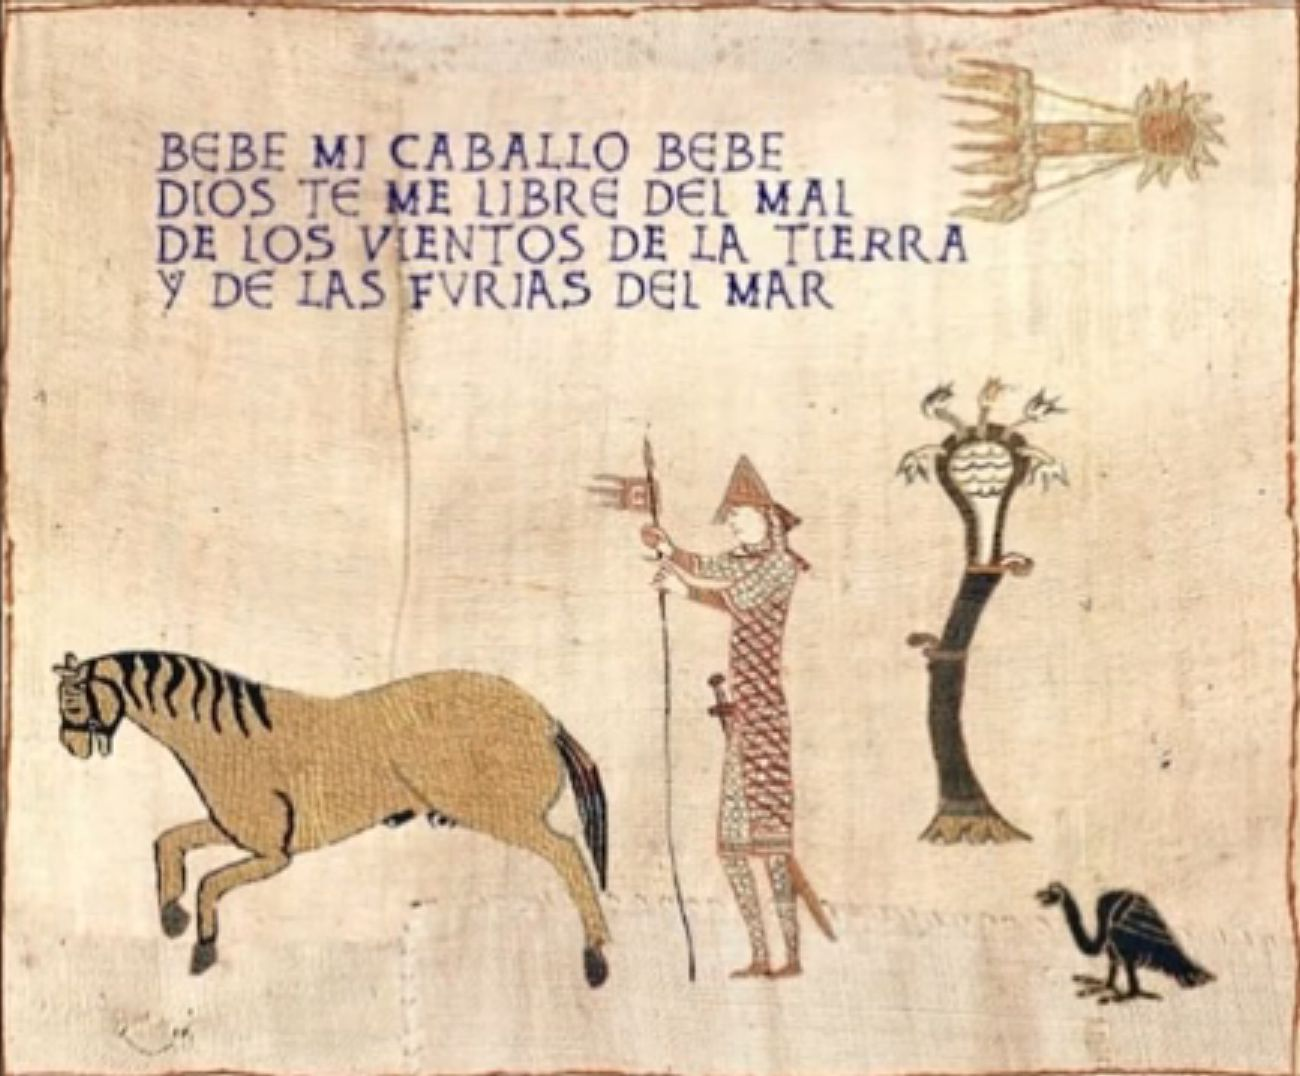 BEBE MI CABALLO BEBE
DIOS TE ME LIBRE DEL MAL
DE LOS VIENTOS DE LA TIERRA
Y DE LAS FVRIAS DEL MAR